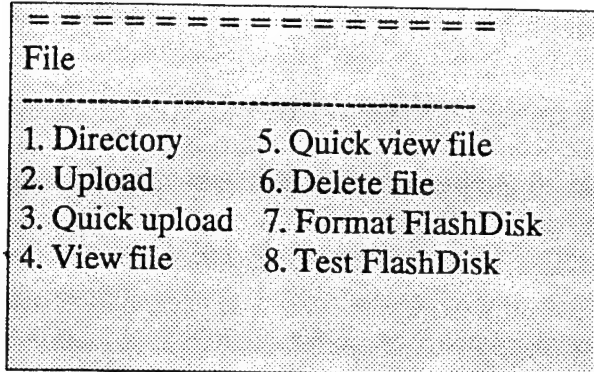 ===============
File
--------------------------------------------
1. Directory 5. Quick view file
2. Upload 6. Delete file
3. Quick upload 7. Format FlashDisk
4. View file 8. Test FlashDisk